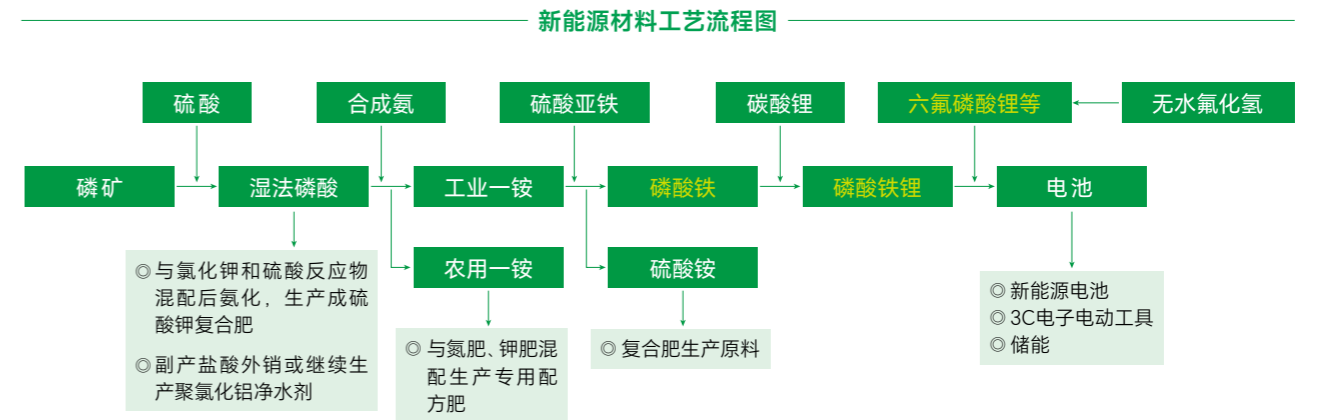 新能源材料工艺流程图
硫酸
合成氨
硫酸亚铁
碳酸锂
六氟磷酸锂等
无水氟化氢
磷矿
湿法磷酸
工业一铵
磷酸铁
磷酸铁锂
电池
农用一铵
硫酸铵
◎与氯化钾和硫酸反应物
混配后氨化，生产成硫
酸钾复合肥
◎副产盐酸外销或继续生
产聚氯化铝净水剂
◎与氮肥、钾肥混
配生产专用配
方肥
◎复合肥生产原料
◎新能源电池
◎3C电子电动工具
◎储能